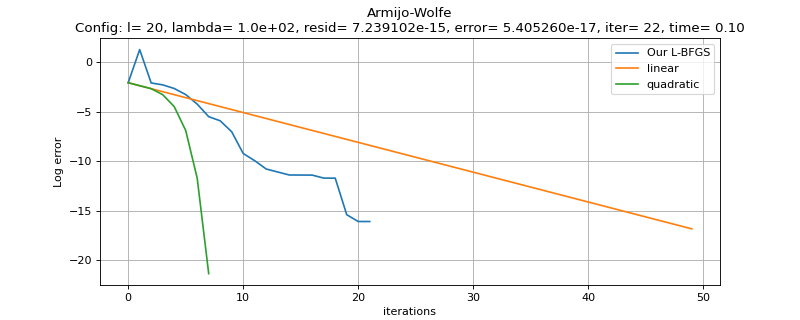 Armijo-Wolfe
Config: l= 20, lambda= 1.0e+02, resid= 7.239102e-15, error= 5.405260e-17, iter= 22, time= 0.10
Our L-BFGS
linear
quadratic
Log error
0
−5
−10
−15
−20
0 10 20 30 40 50
iterations